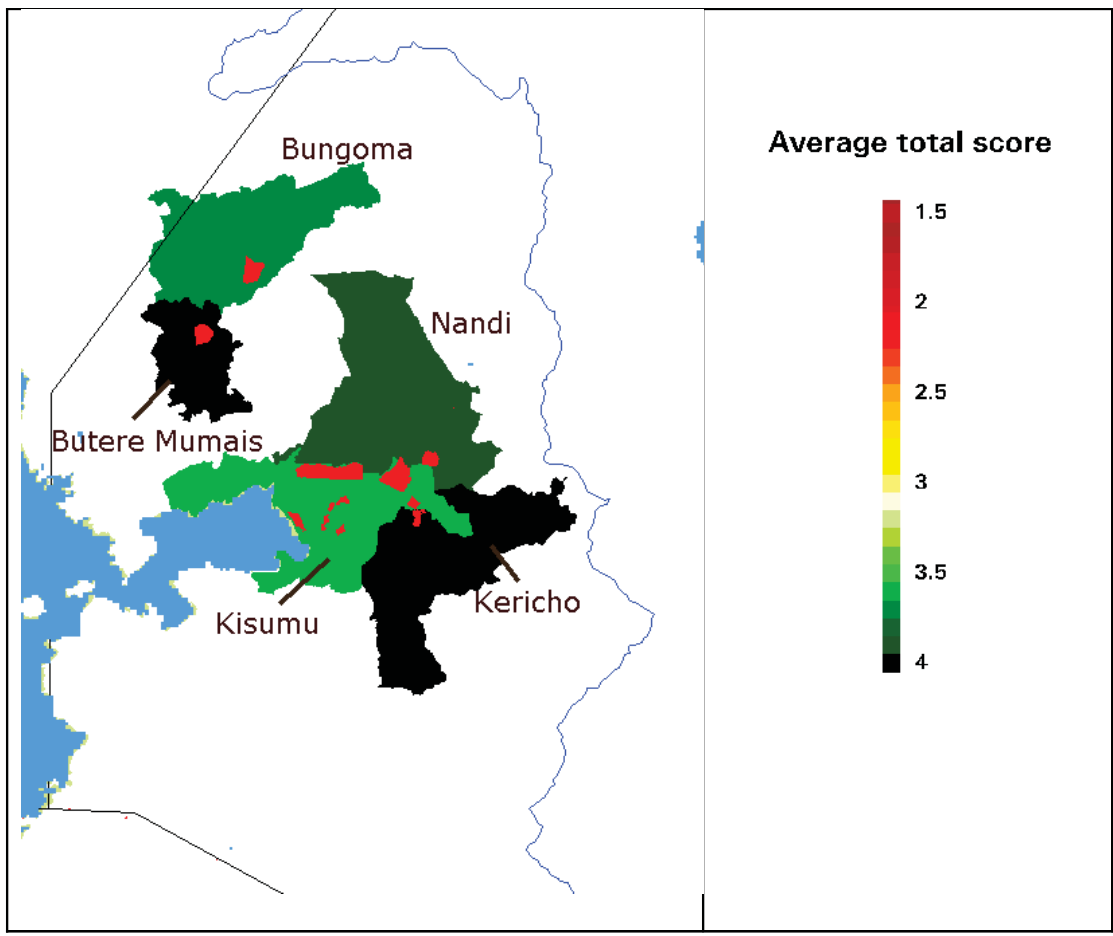 Bungoma
Nandi
Butere Mumais
Kericho
Kisumu
Average total score
1.5
2
2.5
3
3.5
4